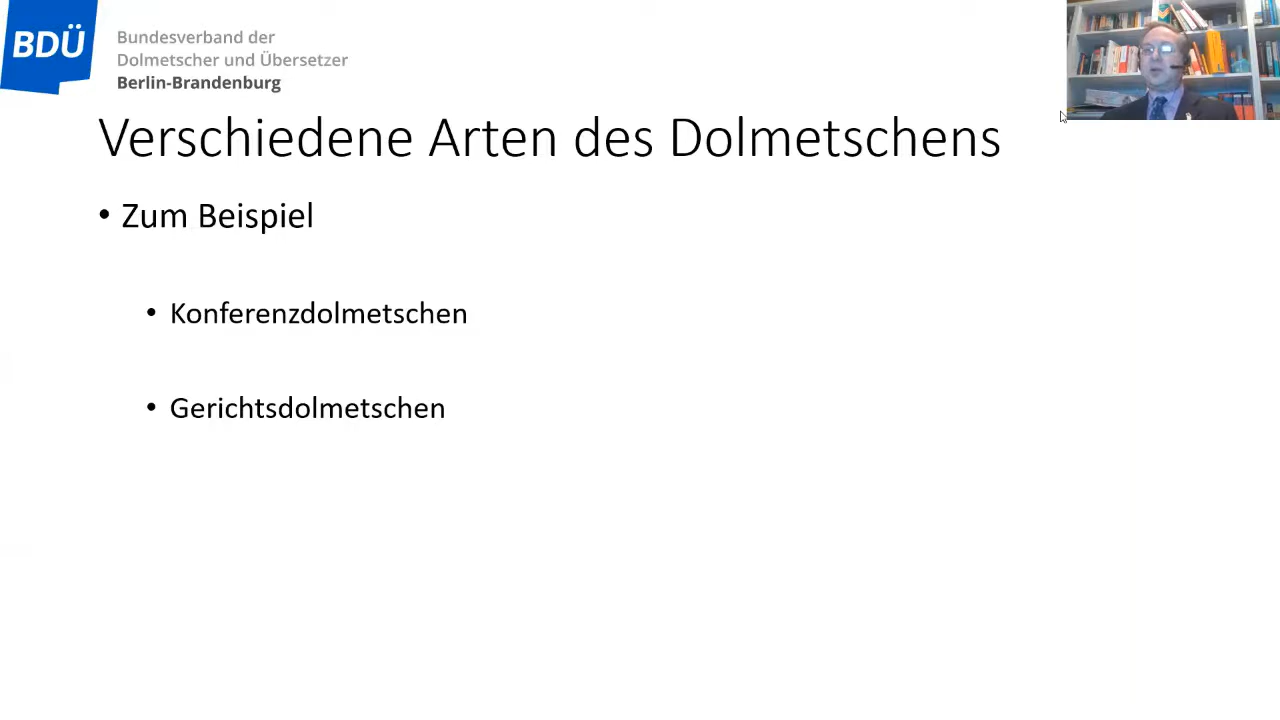 BDÜ
Bundesverband der
Dolmetscher und Übersetzer
Berlin-Brandenburg
Verschiedene Arten des Dolmetschens
• Zum Beispiel
• Konferenzdolmetschen
• Gerichtsdolmetschen